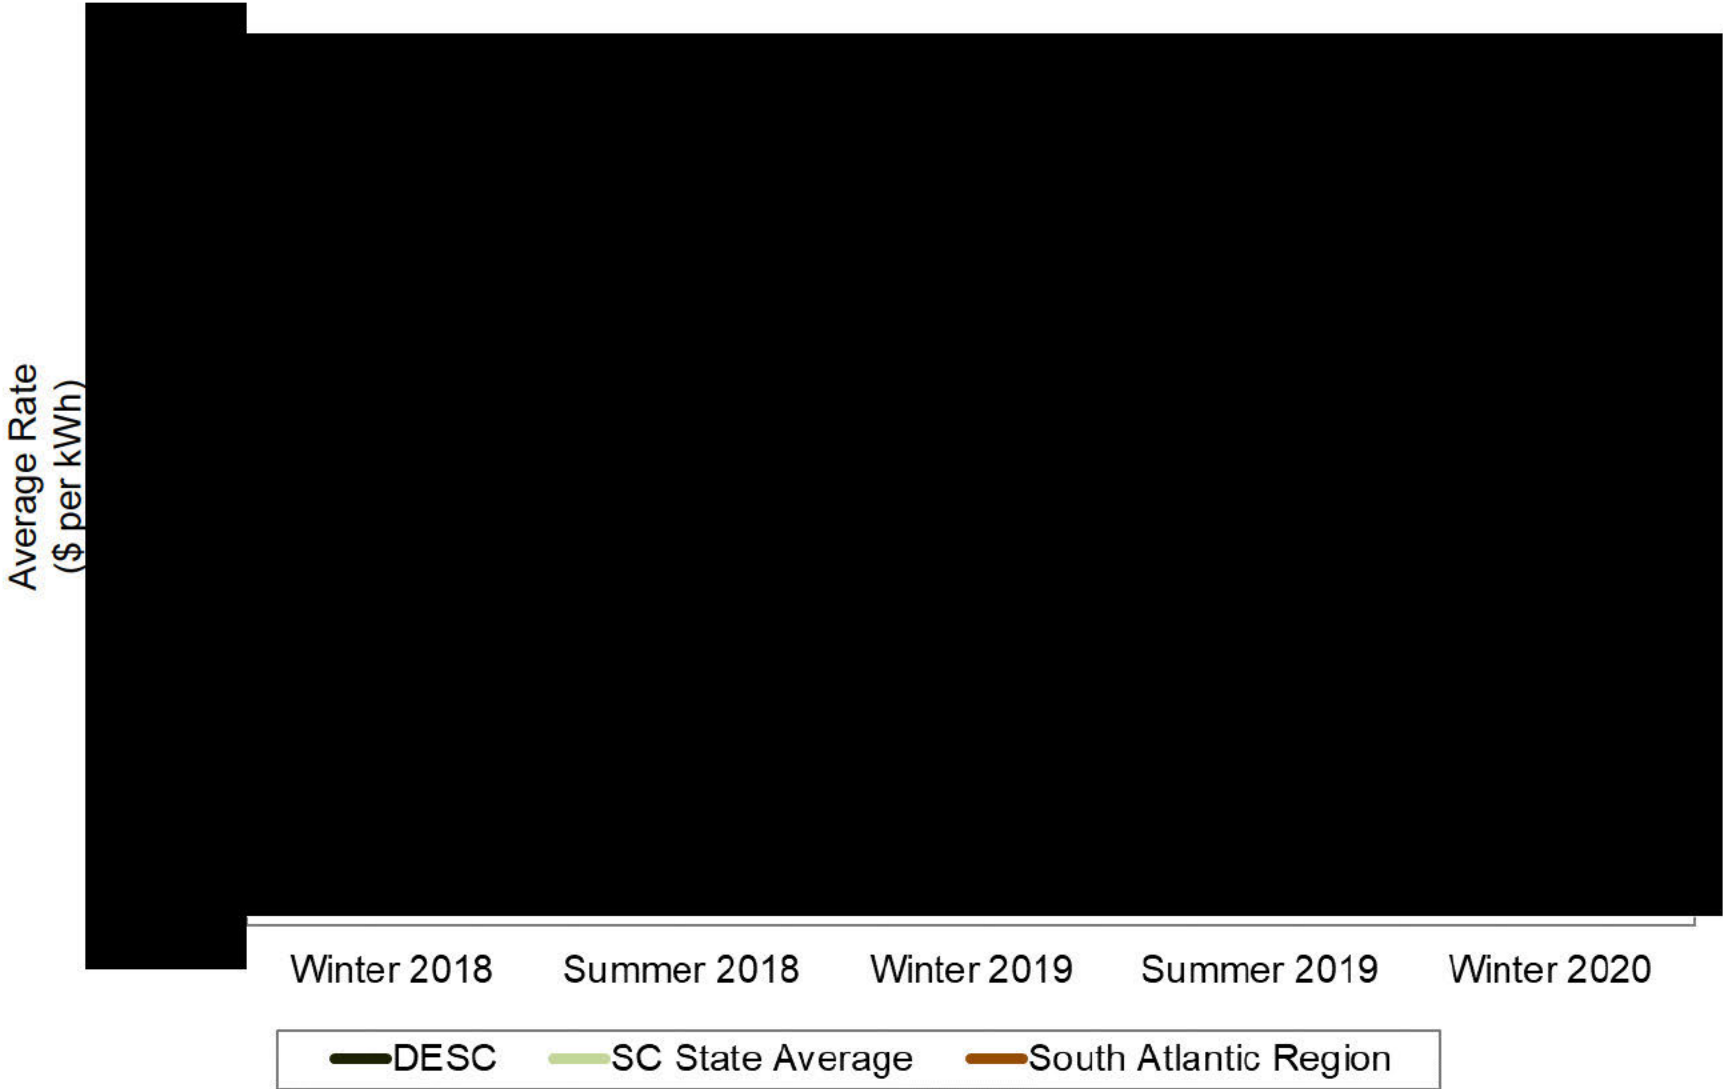 Average Rate
($ per kWh)
Winter 2018 Summer 2018 Winter 2019 Summer 2019 Winter 2020
DESC SC State Average South Atlantic Region